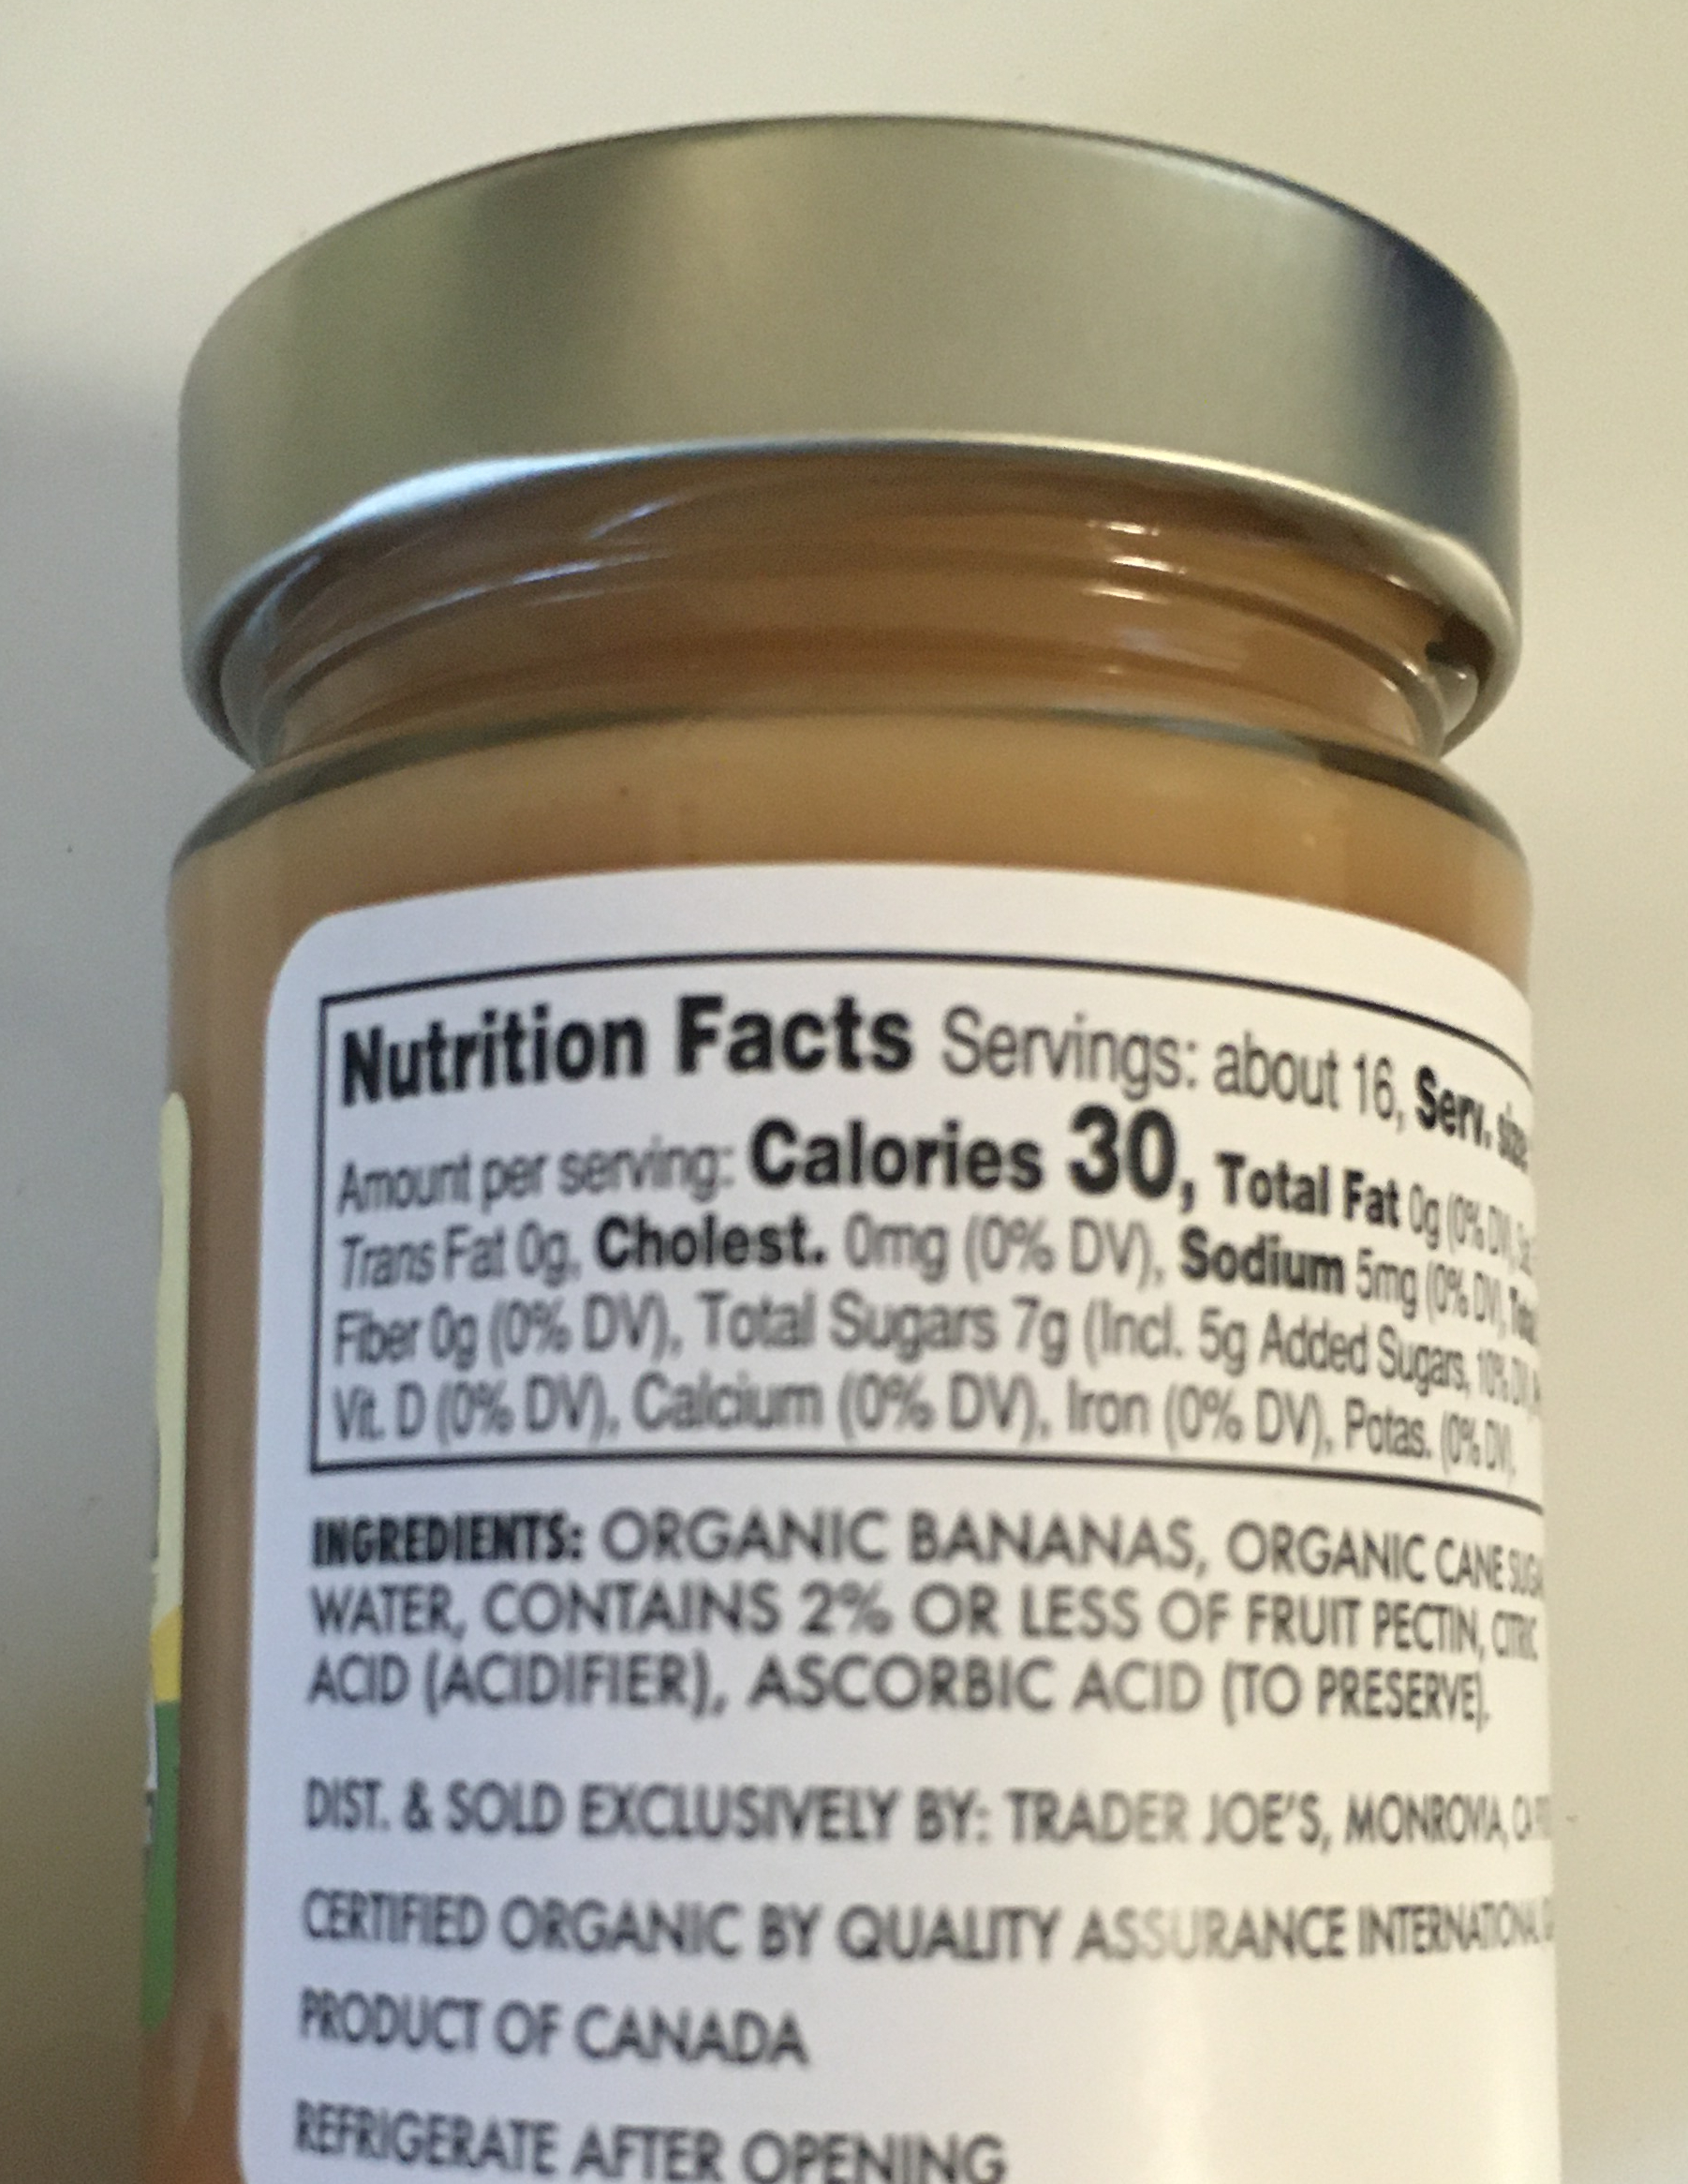 Nutrition Facts Servings: about 16, Serv. size
Amount per serving: Calories 30, Total Fat 0g (0% DV),
Trans Fat 0g, Cholest. 0mg (0% DV), Sodium 5mg (0% DV), Total
Fiber 0g (0% DV), Total Sugars 7g (Incl. 5g Added Sugars, 10% DV),
Vit. D (0% DV), Calcium (0% DV), Iron (0% DV), Potas. (0% DV).
INGREDIENTS: ORGANIC BANANAS, ORGANIC CANE
WATER, CONTAINS 2% OR LESS OF FRUIT PECTIN, CITRIC
ACID (ACIDIFIER), ASCORBIC ACID (TO PRESERVE).
DIST. & SOLD EXCLUSIVELY BY: TRADER JOE'S, MONROVIA, CA
CERTIFIED ORGANIC BY QUALITY ASSURANCE INTERNATIONAL
PRODUCT OF CANADA
REFRIGERATE AFTER OPENING